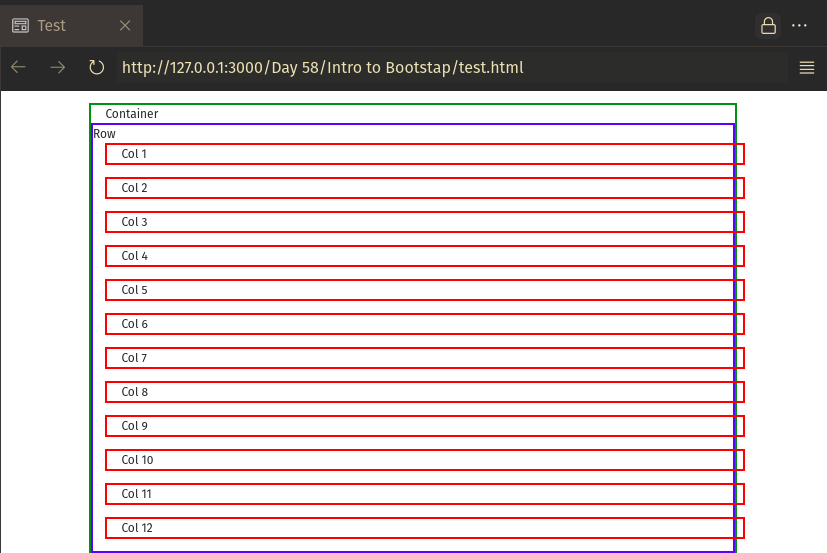 Test
http://127.0.0.1:3000/Day 58/Intro to Bootstap/test.html
Container
Row
Col 1
Col 2
Col 3
Col 4
Col 5
Col 6
Col 7
Col 8
Col 9
Col 10
Col 11
Col 12